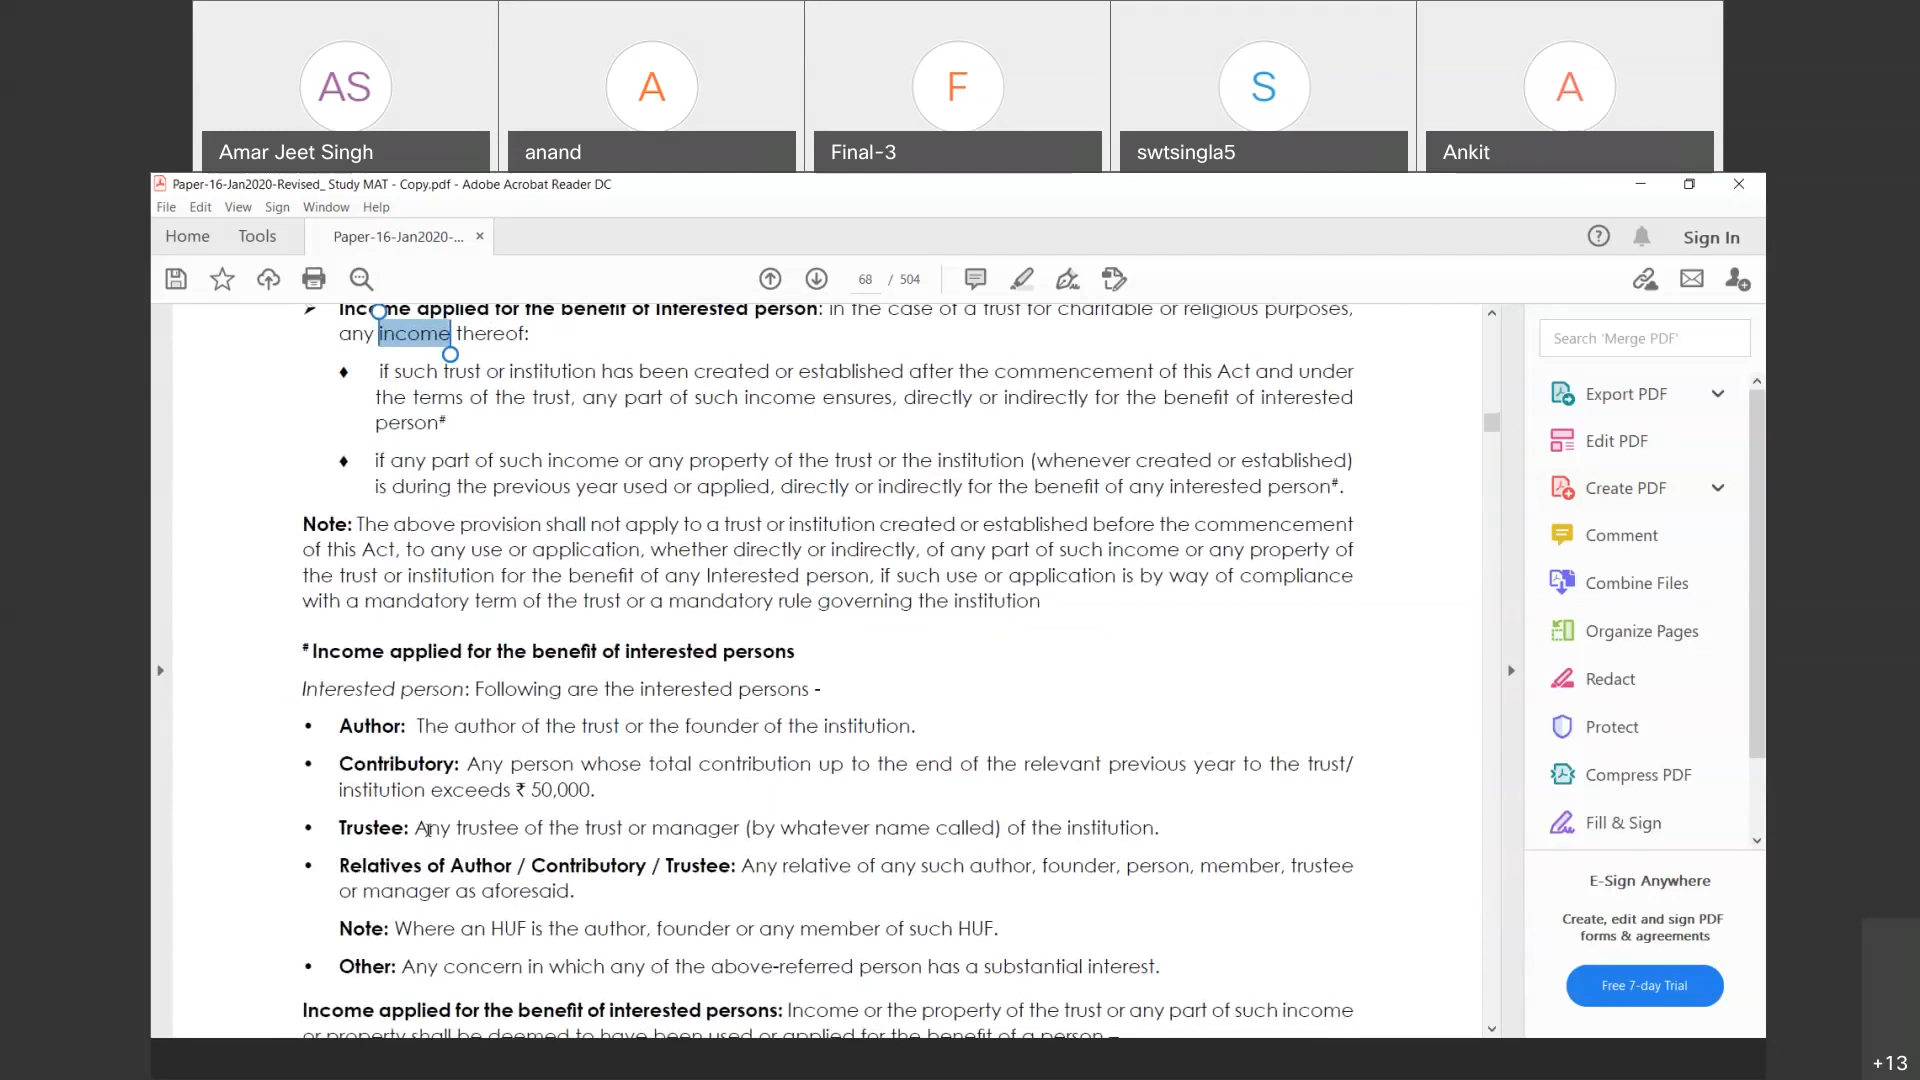 AS
A
F
S
A
Amar Jeet Singh
anand
Final-3
swtsingla5
Ankit
Paper-16-Jan2020-Revised_ Study MAT - Copy.pdf - Adobe Acrobat Reader DC
File Edit View Sign Window Help
Home Tools Paper-16-Jan2020-... × Sign In
68 / 504
Income applied for the benefit of Interested person: in the case of a trust for charitable or religious purposes,
any income thereof:
♦ if such trust or institution has been created or established after the commencement of this Act and under
the terms of the trust, any part of such income ensures, directly or indirectly for the benefit of interested
person#
♦ if any part of such income or any property of the trust or the institution (whenever created or established)
is during the previous year used or applied, directly or indirectly for the benefit of any interested person#.
Note: The above provision shall not apply to a trust or institution created or established before the commencement
of this Act, to any use or application, whether directly or indirectly, of any part of such income or any property of
the trust or institution for the benefit of any Interested person, if such use or application is by way of compliance
with a mandatory term of the trust or a mandatory rule governing the institution
# Income applied for the benefit of interested persons
Interested person: Following are the interested persons -
• Author: The author of the trust or the founder of the institution.
• Contributory: Any person whose total contribution up to the end of the relevant previous year to the trust/
institution exceeds ₹ 50,000.
• Trustee: Any trustee of the trust or manager (by whatever name called) of the institution.
• Relatives of Author / Contributory / Trustee: Any relative of any such author, founder, person, member, trustee
or manager as aforesaid.
Note: Where an HUF is the author, founder or any member of such HUF.
• Other: Any concern in which any of the above-referred person has a substantial interest.
Income applied for the benefit of interested persons: Income or the property of the trust or any part of such income
or property shall be deemed to have been used or applied for the benefit of a person –
Search 'Merge PDF'
Export PDF
Edit PDF
Create PDF
Comment
Combine Files
Organize Pages
Redact
Protect
Compress PDF
Fill & Sign
E-Sign Anywhere
Create, edit and sign PDF
forms & agreements
Free 7-day Trial
+13